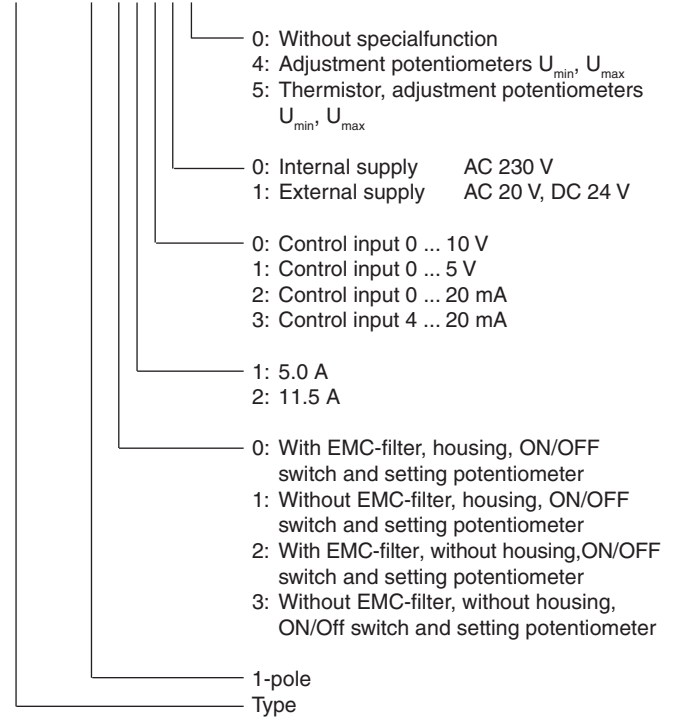 0: Without specialfunction
4: Adjustment potentiometers Umin, Umax
5: Thermistor, adjustment potentiometers
Umin, Umax
0: Internal supply AC 230 V
1: External supply AC 20 V, DC 24 V
0: Control input 0 ... 10 V
1: Control input 0 ... 5 V
2: Control input 0 ... 20 mA
3: Control input 4 ... 20 mA
1: 5.0 A
2: 11.5 A
0: With EMC-filter, housing, ON/OFF
switch and setting potentiometer
1: Without EMC-filter, housing, ON/OFF
switch and setting potentiometer
2: With EMC-filter, without housing,ON/OFF
switch and setting potentiometer
3: Without EMC-filter, without housing,
ON/Off switch and setting potentiometer
1-pole
Type